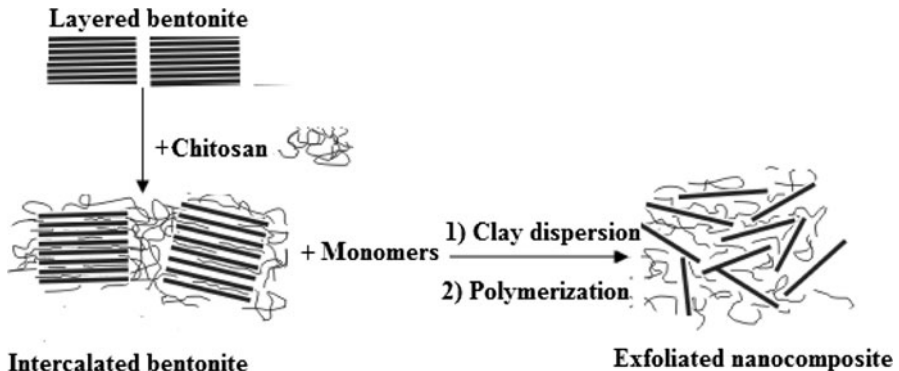 Layered bentonite
+Chitosan
+ Monomers
1) Clay dispersion
2) Polymerization
Intercalated bentonite
Exfoliated nanocomposite